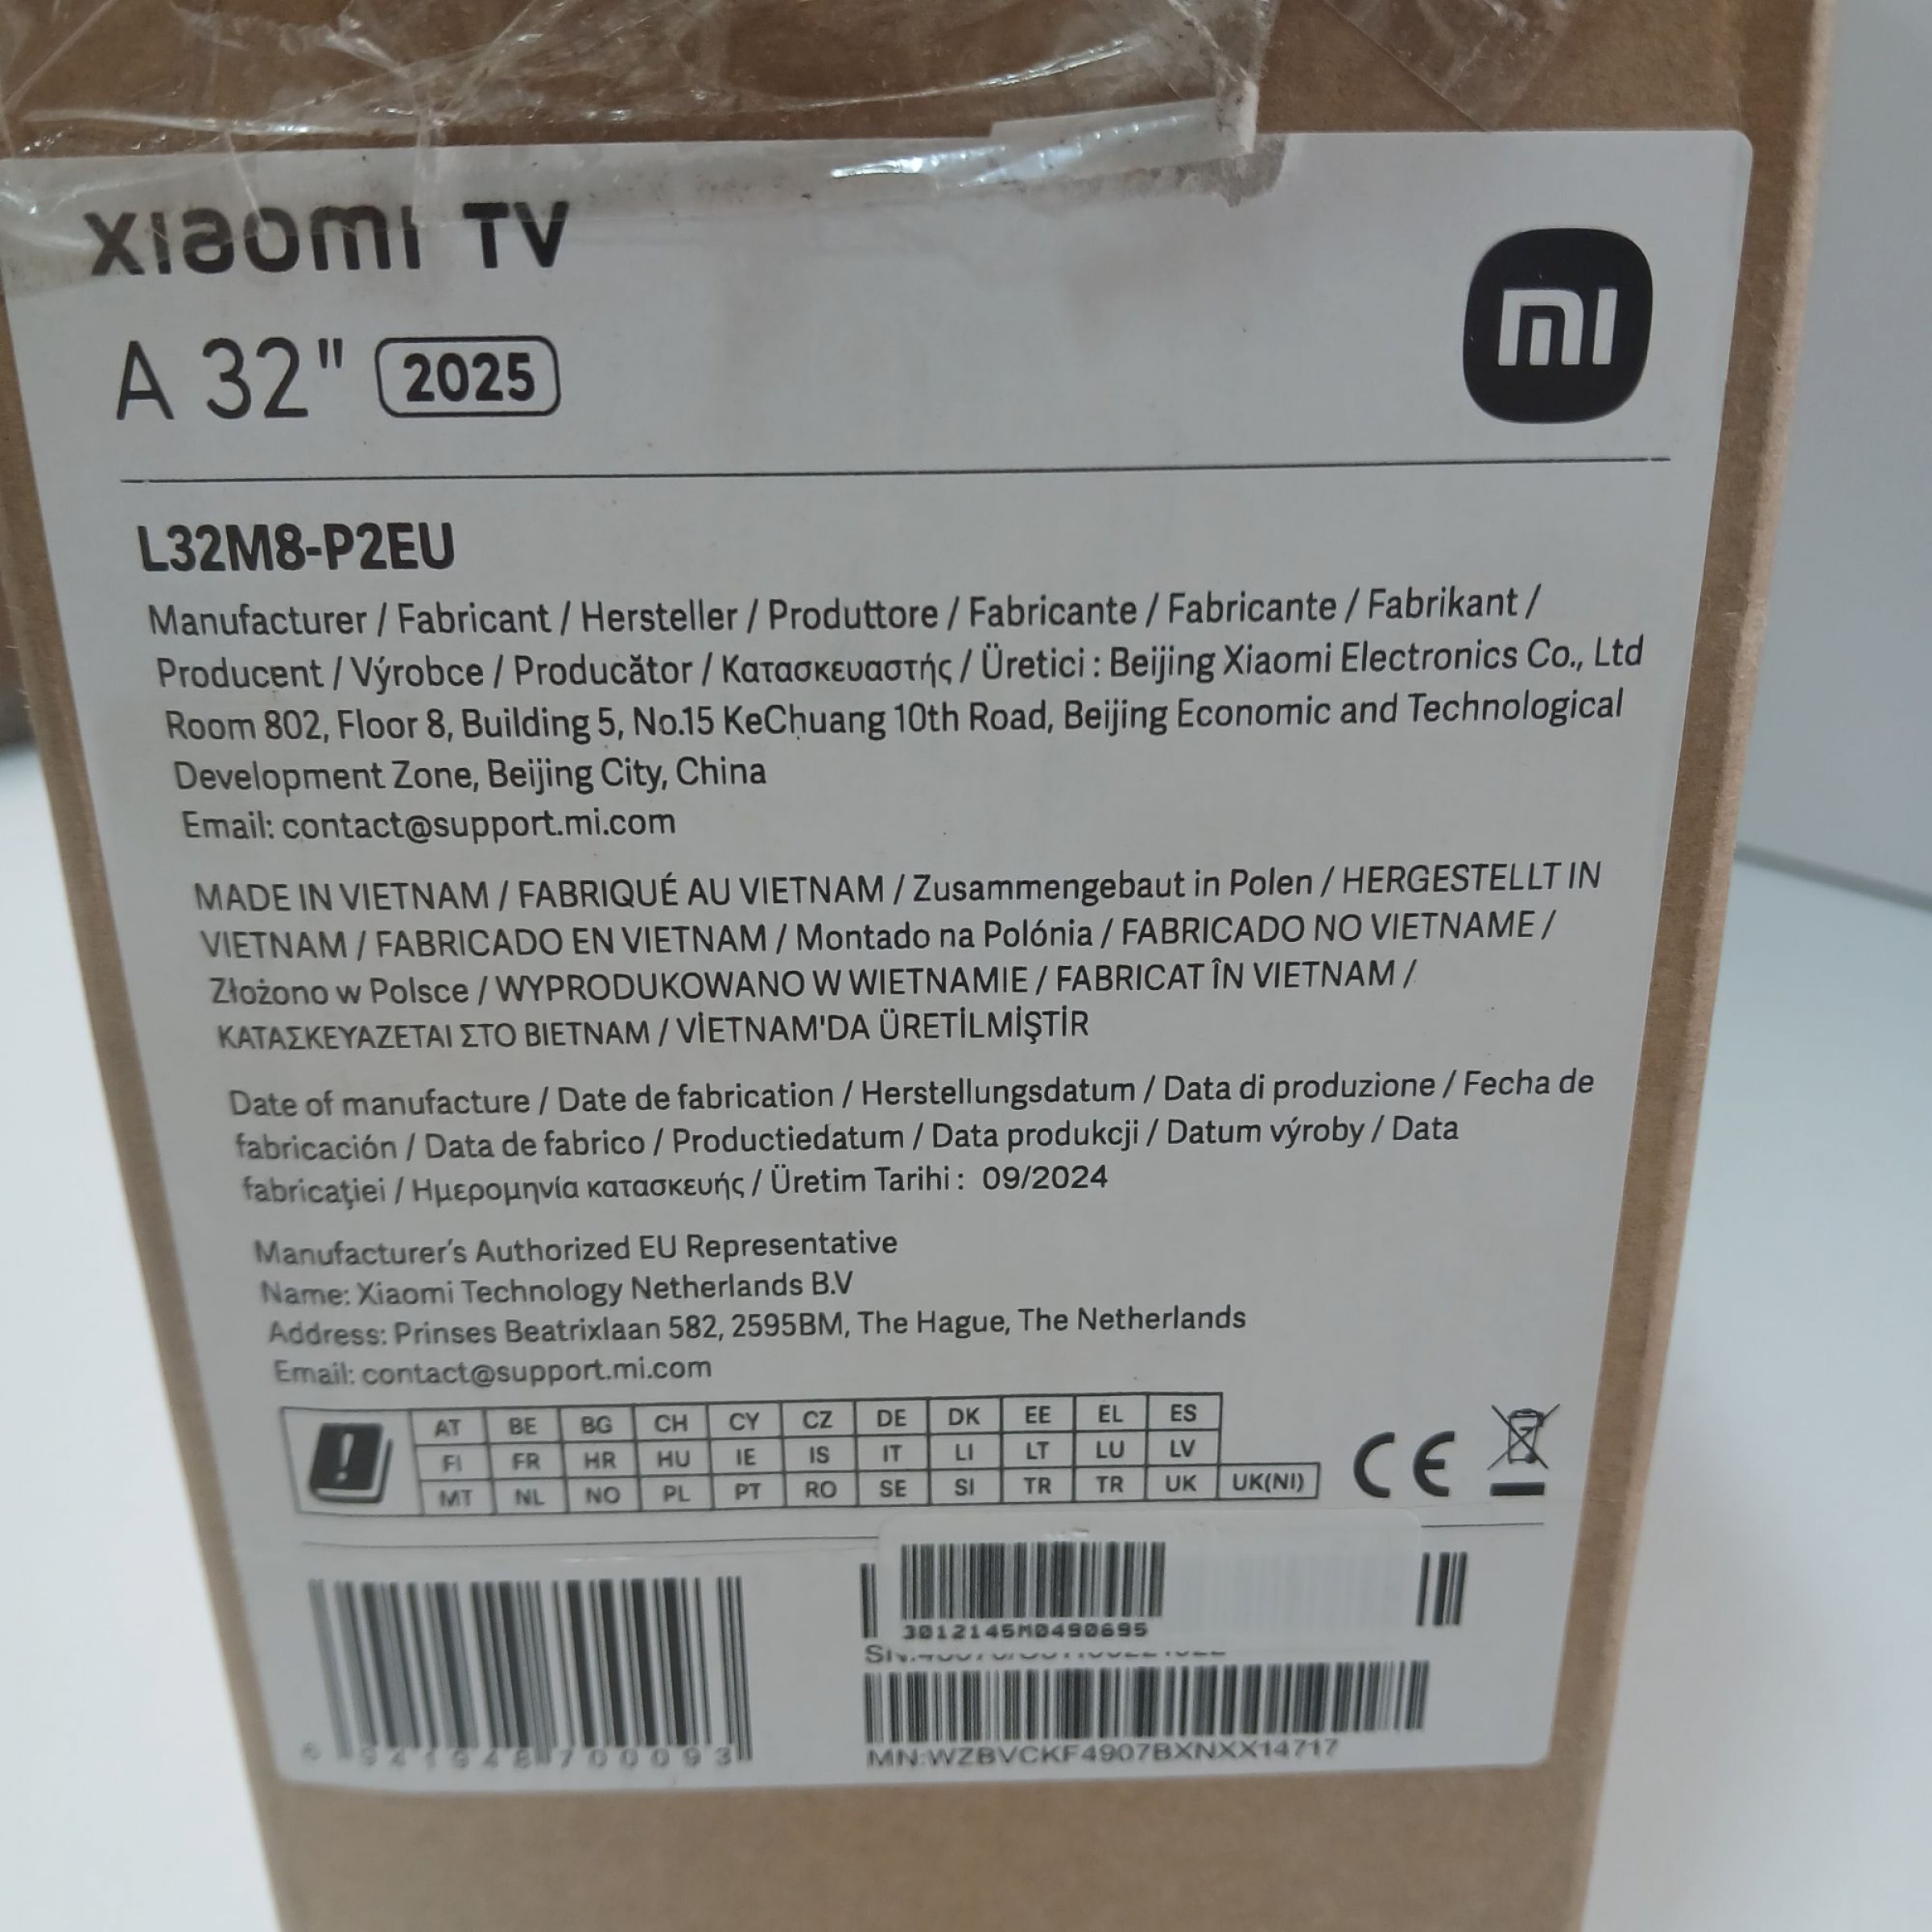 xiaomi TV
A 32" 2025
mi
L32M8-P2EU
Manufacturer / Fabricant / Hersteller / Produttore / Fabricante / Fabricante / Fabrikant /
Producent / Výrobce / Producător / Κατασκευαστής / Üretici : Beijing Xiaomi Electronics Co., Ltd
Room 802, Floor 8, Building 5, No.15 KeChuang 10th Road, Beijing Economic and Technological
Development Zone, Beijing City, China
Email: contact@support.mi.com
MADE IN VIETNAM / FABRIQUÉ AU VIETNAM / Zusammengebaut in Polen / HERGESTELLT IN
VIETNAM / FABRICADO EN VIETNAM / Montado na Polónia / FABRICADO NO VIETNAME /
Złożono w Polsce / WYPRODUKOWANO W WIETNAMIE / FABRICAT ÎN VIETNAM /
ΚΑΤΑΣΚΕΥΑΖΕΤΑΙ ΣΤΟ ΒΙΕΤΝΑΜ / VİETNAM'DA ÜRETİLMİŞTİR
Date of manufacture / Date de fabrication / Herstellungsdatum / Data di produzione / Fecha de
fabricación / Data de fabrico / Productiedatum / Data produkcji / Datum výroby / Data
fabricaţiei / Ημερομηνία κατασκευής / Üretim Tarihi : 09/2024
Manufacturer's Authorized EU Representative
Name: Xiaomi Technology Netherlands B.V
Address: Prinses Beatrixlaan 582, 2595BM, The Hague, The Netherlands
Email: contact@support.mi.com
AT BE BG CH CY CZ DE DK EE EL ES
FI FR HR HU IE IS IT LI LT LU LV
MT NL NO PL PT RO SE SI TR TR UK UK(NI)
CE
3012145M0490695
6 941948 700093
MN:WZBVCKF4907BXNXX14717